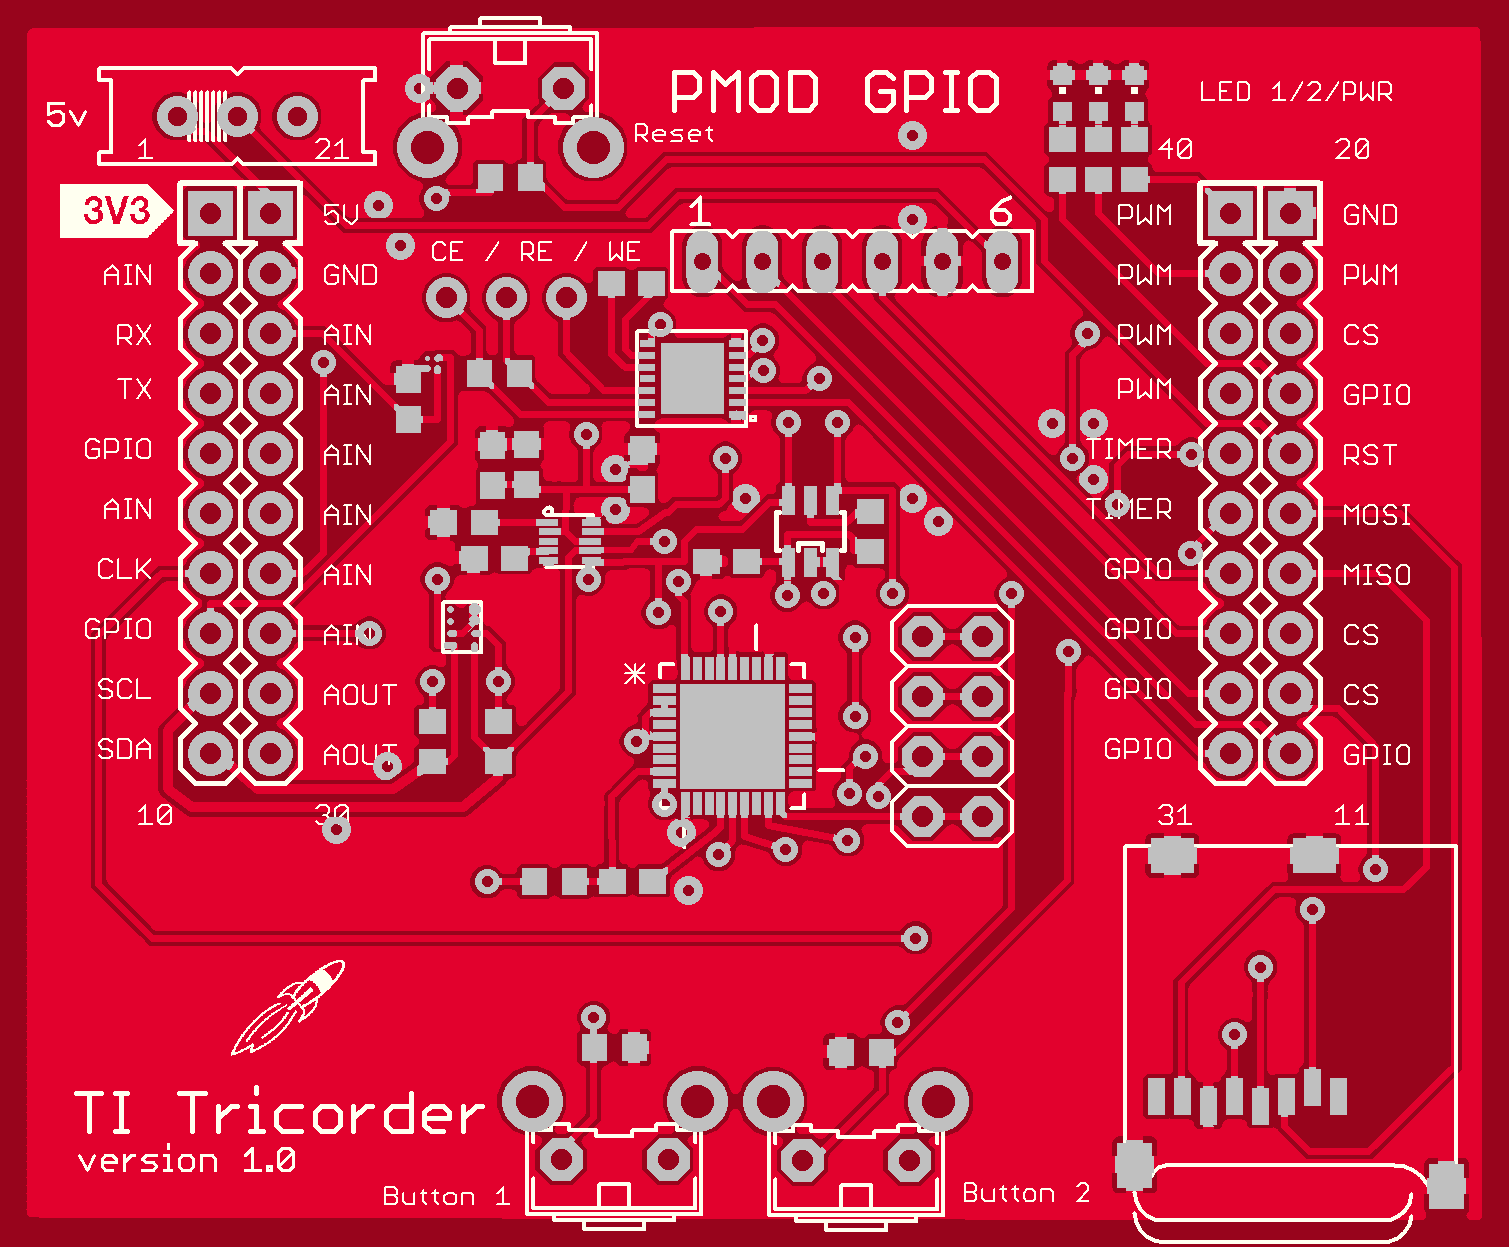 PMOD GPIO
LED 1/2/PWR
5v
Reset
1
21
40
20
3V3
5V
1
6
PWM
GND
CE / RE / WE
AIN
GND
PWM
PWM
RX
AIN
PWM
CS
TX
AIN
PWM
GPIO
GPIO
AIN
TIMER
RST
AIN
AIN
TIMER
MOSI
CLK
AIN
GPIO
MISO
GPIO
AIN
GPIO
CS
SCL
AOUT
GPIO
CS
SDA
AOUT
GPIO
GPIO
10
30
31
11
TI Tricorder
version 1.0
Button 1
Button 2